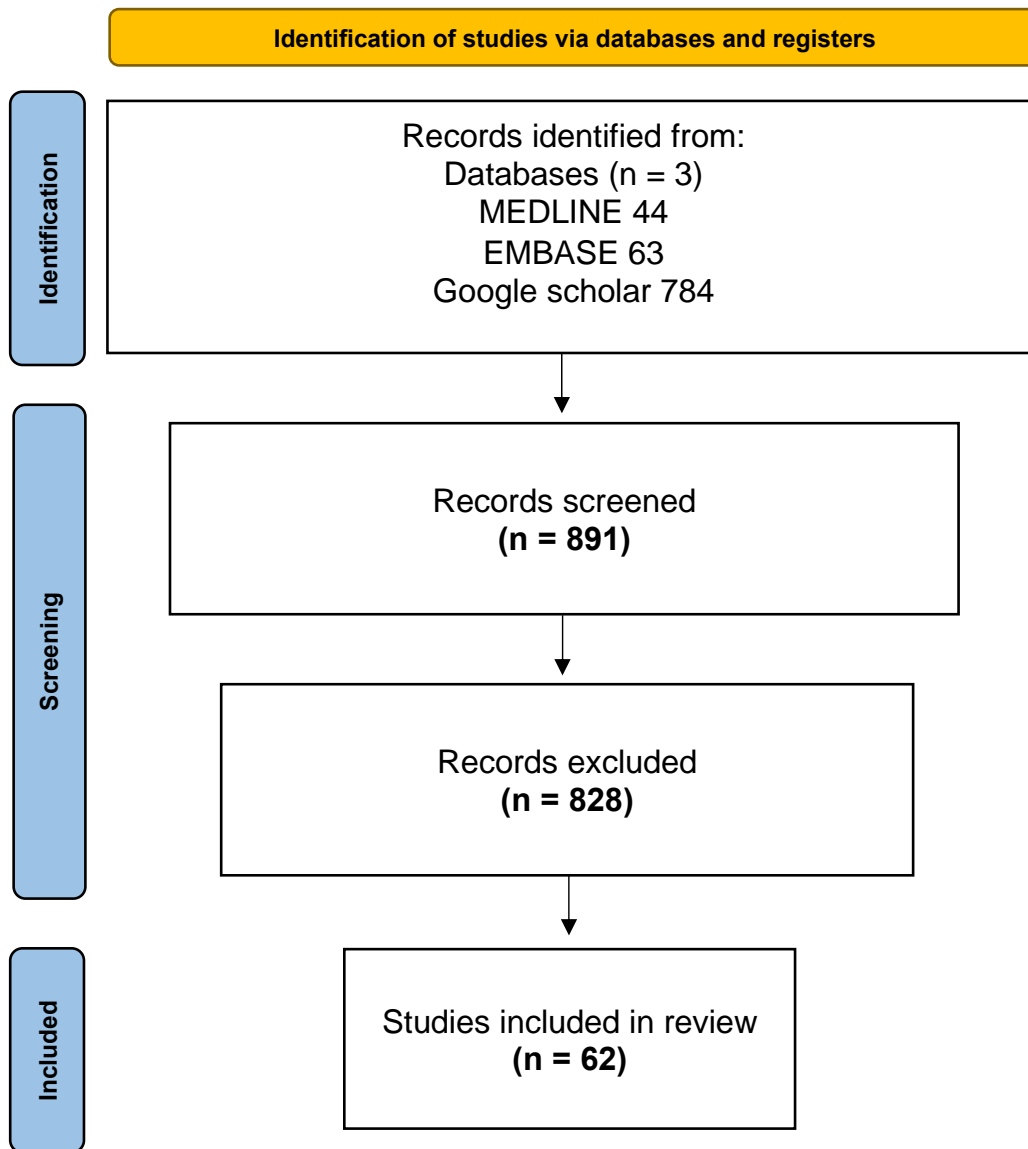 Identification of studies via databases and registers
Identification
Records identified from:
Databases (n = 3)
MEDLINE 44
EMBASE 63
Google scholar 784
Screening
Records screened
(n = 891)
Records excluded
(n = 828)
Included
Studies included in review
(n = 62)